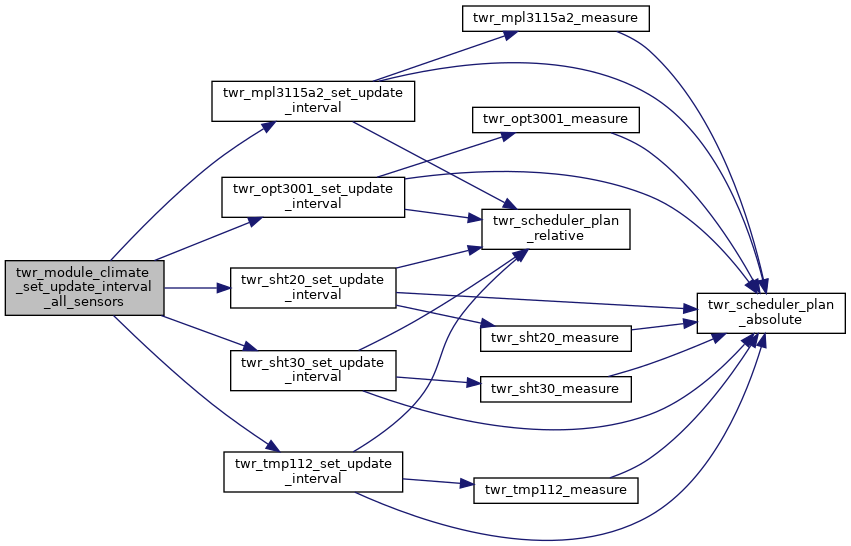 twr_module_climate
_set_update_interval
_all_sensors
twr_mpl3115a2_set_update
_interval
twr_opt3001_set_update
_interval
twr_sht20_set_update
_interval
twr_sht30_set_update
_interval
twr_tmp112_set_update
_interval
twr_mpl3115a2_measure
twr_opt3001_measure
twr_scheduler_plan
_relative
twr_sht20_measure
twr_sht30_measure
twr_tmp112_measure
twr_scheduler_plan
_absolute